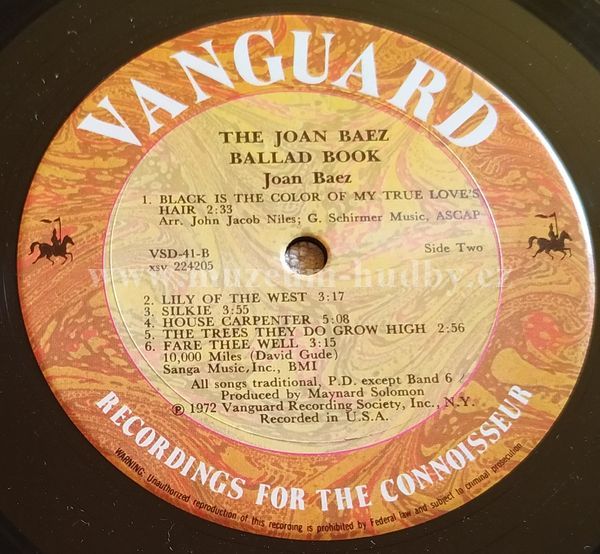 VANGUARD
THE JOAN BAEZ
BALLAD BOOK
Joan Baez
1. BLACK IS THE COLOR OF MY TRUE LOVE'S
HAIR 2:33
Arr. John Jacob Niles; G. Schirmer Music, ASCAP
VSD-41-B
Side Two
xsv 224205
www.muzeum-hudby.cz
2. LILY OF THE WEST 3:17
3. SILKIE 3:55
4. HOUSE CARPENTER 5:08
5. THE TREES THEY DO GROW HIGH 2:56
6. FARE THEE WELL 3:15
10,000 Miles (David Gude)
Sanga Music, Inc., BMI
All songs traditional, P.D. except Band 6
Produced by Maynard Solomon
℗ 1972 Vanguard Recording Society, Inc., N.Y.
Recorded in U.S.A.
RECORDINGS FOR THE CONNOISSEUR
WARNING: Unauthorized reproduction of this recording is prohibited by Federal law and subject to criminal prosecution